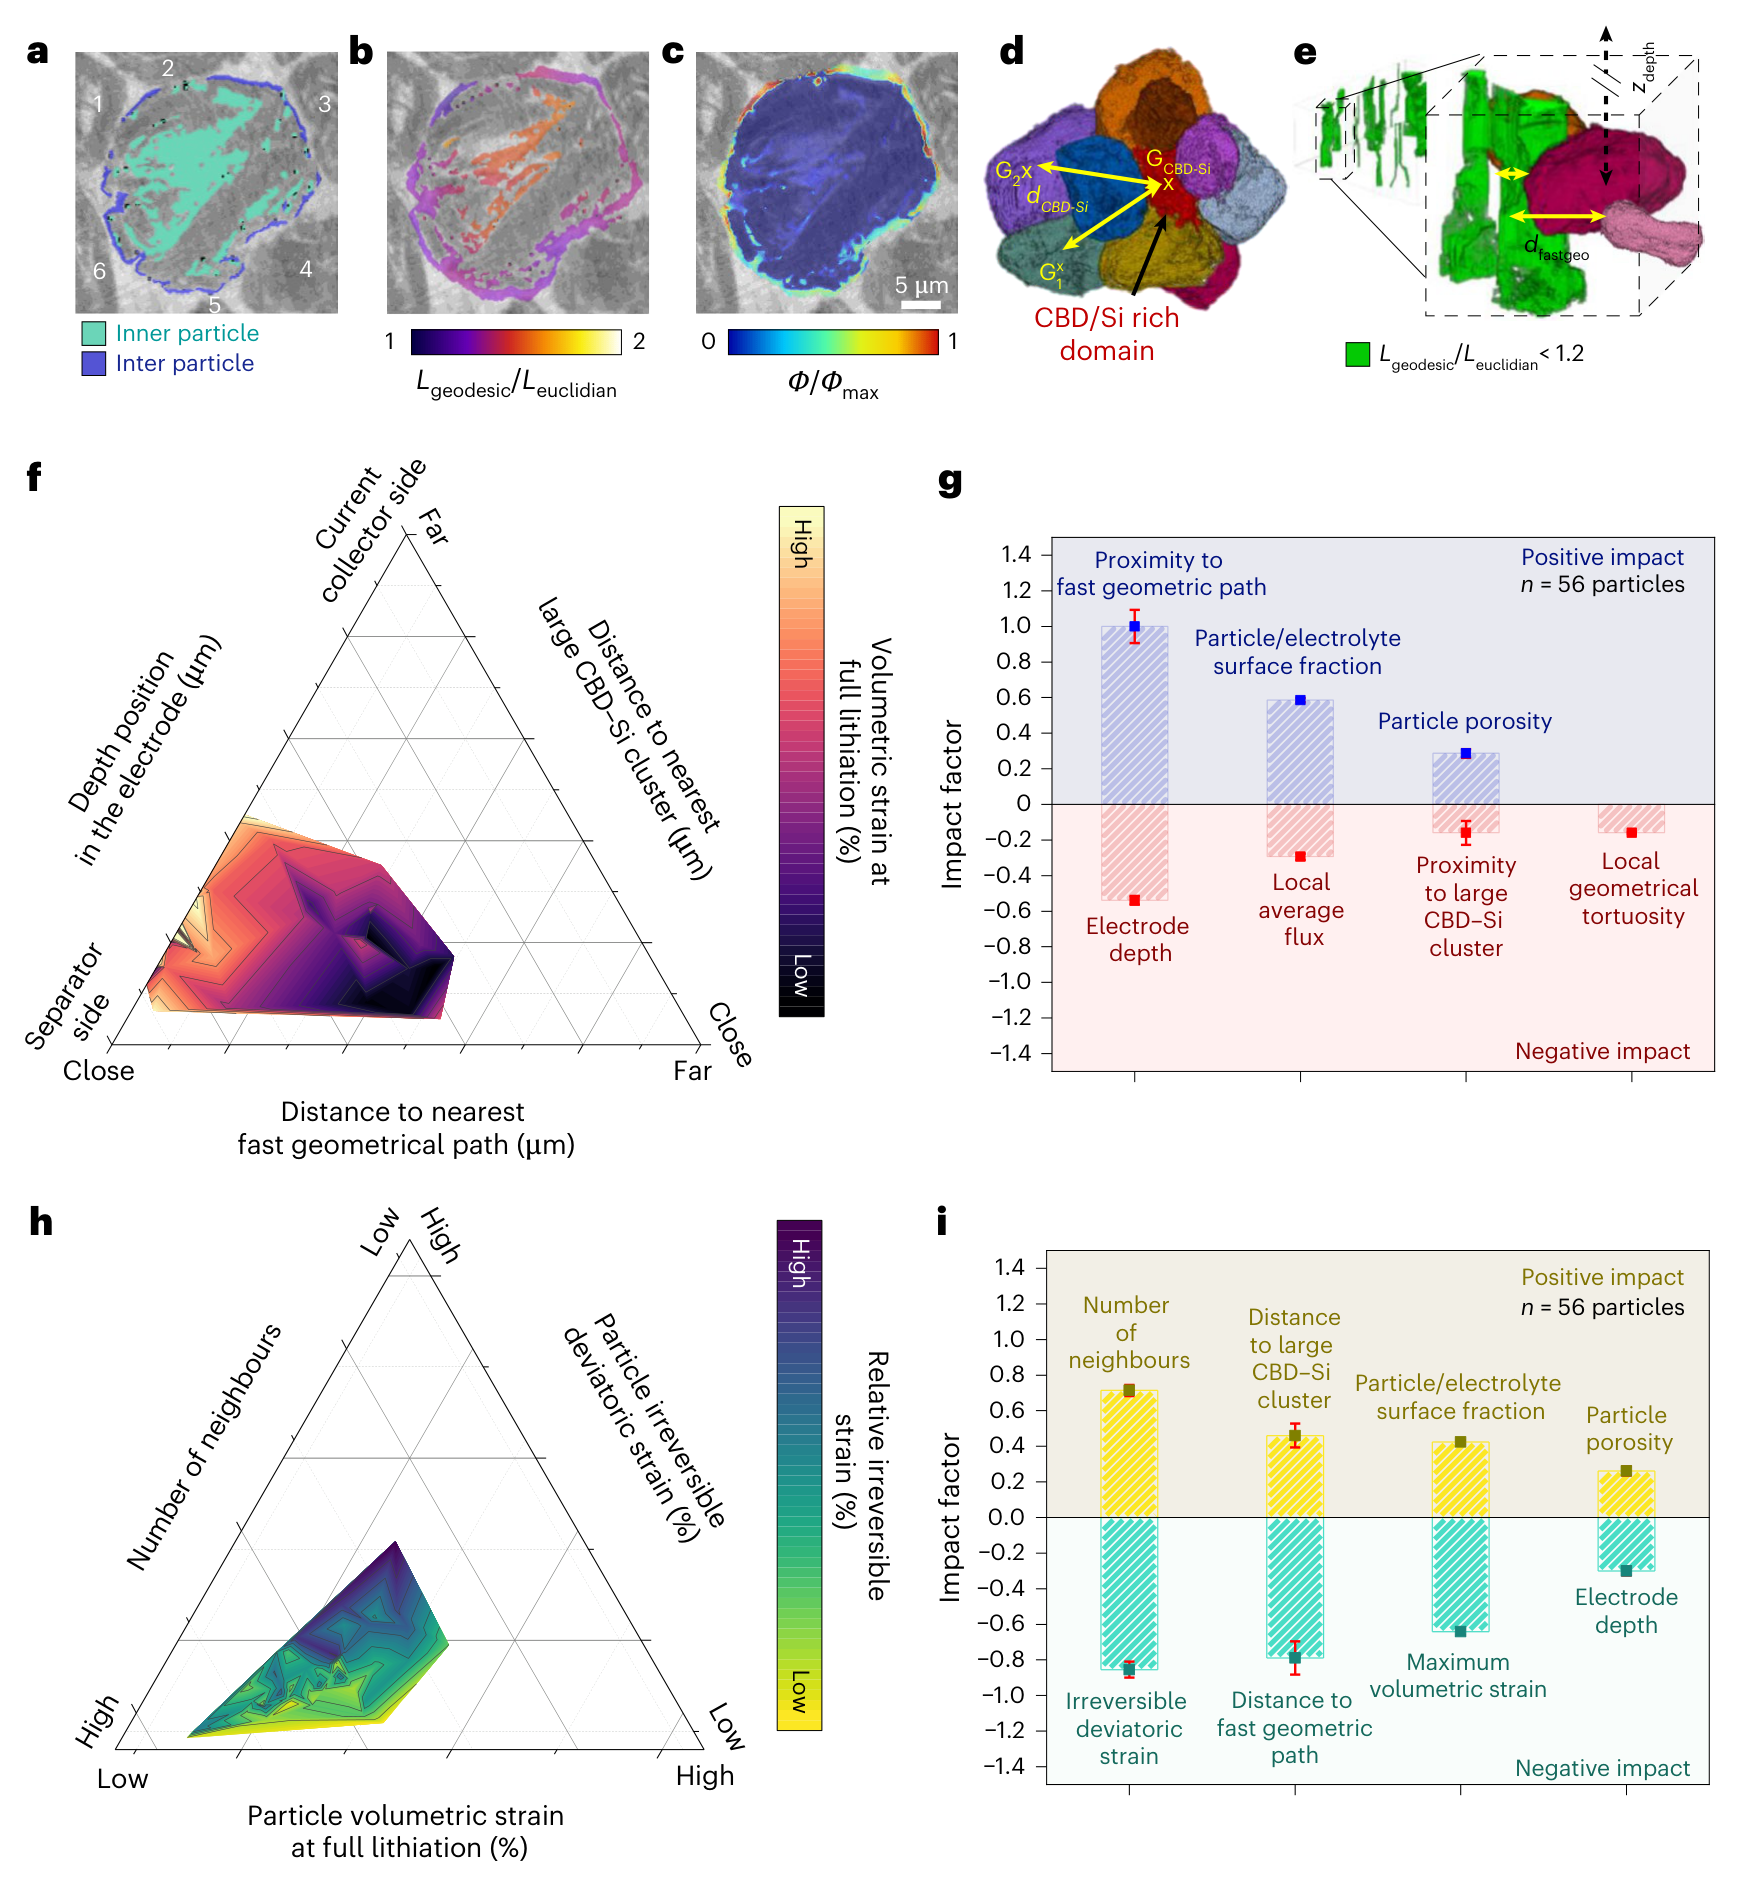 a
2
1
3
4
5
6
Inner particle
Inter particle
b
1
2
Lgeodesic/Leuclidian
c
5 μm
0
1
Φ/Φmax
d
G2x
dCBD-Si
GCBD-Si
x
G1x
CBD/Si rich
domain
e
zdepth
dfastgeo
Lgeodesic/Leuclidian < 1.2
f
Current
collector side
Far
Depth position
in the electrode (μm)
Distance to nearest
large CBD–Si cluster (μm)
Separator
side
Close
Close
Far
Distance to nearest
fast geometrical path (μm)
High
Low
Volumetric strain at
full lithiation (%)
g
Impact factor
1.4
1.2
1.0
0.8
0.6
0.4
0.2
0
−0.2
−0.4
−0.6
−0.8
−1.0
−1.2
−1.4
Proximity to
fast geometric path
Positive impact
n = 56 particles
Particle/electrolyte
surface fraction
Particle porosity
Electrode
depth
Local
average
flux
Proximity
to large
CBD–Si
cluster
Local
geometrical
tortuosity
Negative impact
h
Low
High
Number of neighbours
Particle irreversible
deviatoric strain (%)
High
Low
Low
High
Particle volumetric strain
at full lithiation (%)
High
Low
Relative irreversible
strain (%)
i
Impact factor
1.4
1.2
1.0
0.8
0.6
0.4
0.2
0.0
−0.2
−0.4
−0.6
−0.8
−1.0
−1.2
−1.4
Positive impact
n = 56 particles
Number
of
neighbours
Distance
to large
CBD–Si
cluster
Particle/electrolyte
surface fraction
Particle
porosity
Irreversible
deviatoric
strain
Distance to
fast geometric
path
Maximum
volumetric strain
Electrode
depth
Negative impact